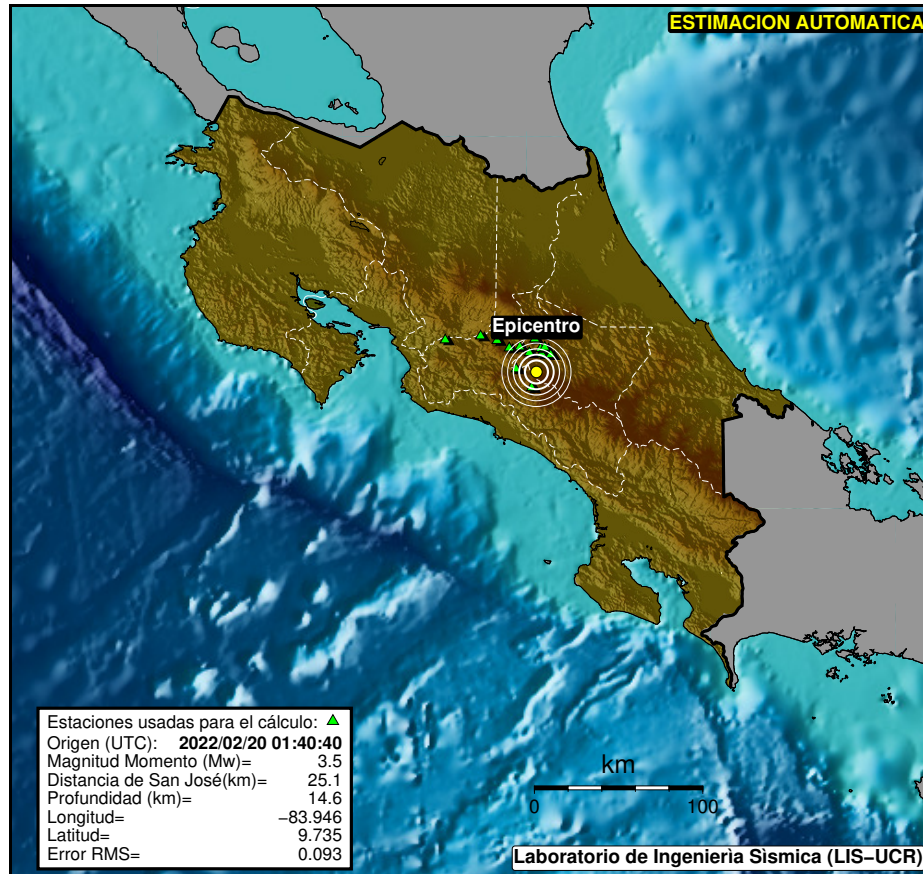 ESTIMACION AUTOMATICA
Epicentro
Estaciones usadas para el cálculo:
Origen (UTC): 2022/02/20 01:40:40
Magnitud Momento (Mw)= 3.5
Distancia de San José(km)= 25.1
Profundidad (km)= 14.6
Longitud= −83.946
Latitud= 9.735
Error RMS= 0.093
km
0 100
Laboratorio de Ingenierìa Sìsmica (LIS−UCR)